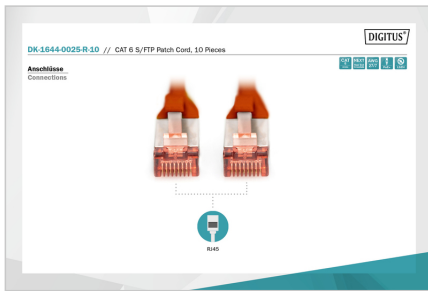 DIGITUS®
DK-1644-0025-R-10 // CAT 6 S/FTP Patch Cord, 10 Pieces
Anschlüsse
Connections
RJ45